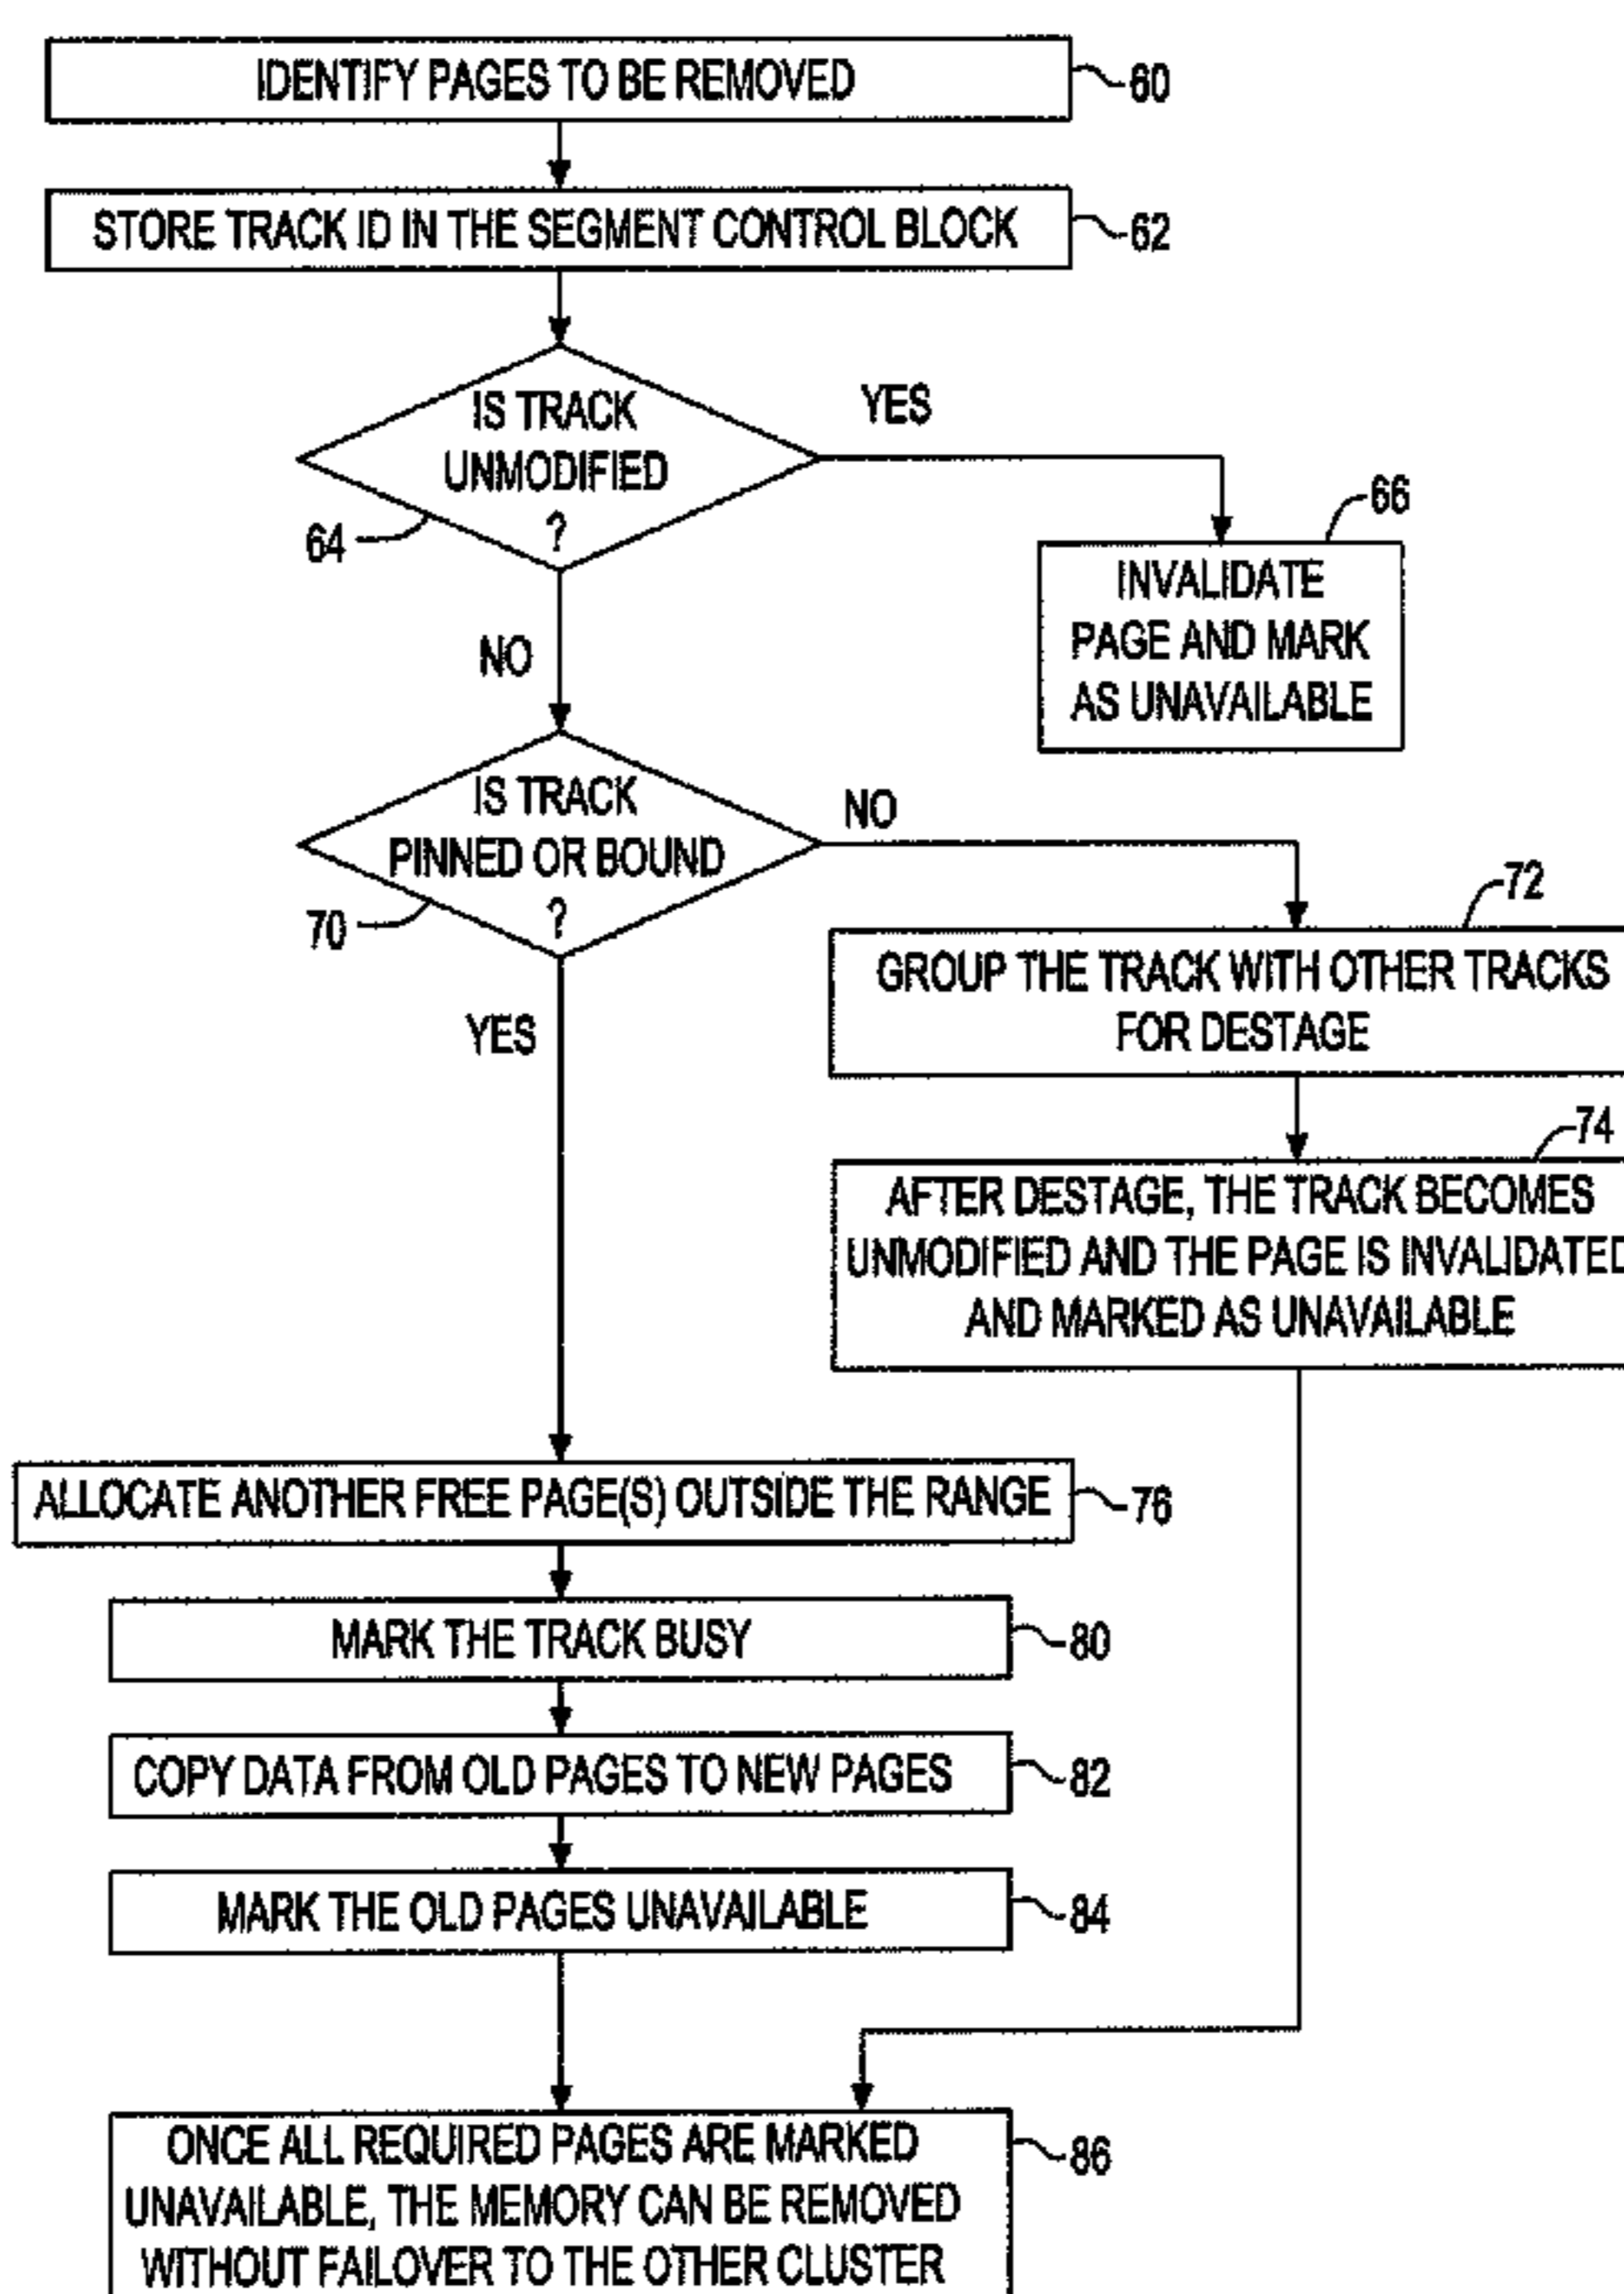 IDENTIFY PAGES TO BE REMOVED
60
STORE TRACK ID IN THE SEGMENT CONTROL BLOCK
62
IS TRACK
UNMODIFIED
?
64
YES
66
INVALIDATE
PAGE AND MARK
AS UNAVAILABLE
NO
IS TRACK
PINNED OR BOUND
?
70
NO
72
GROUP THE TRACK WITH OTHER TRACKS
FOR DESTAGE
YES
74
AFTER DESTAGE, THE TRACK BECOMES
UNMODIFIED AND THE PAGE IS INVALIDATED
AND MARKED AS UNAVAILABLE
ALLOCATE ANOTHER FREE PAGE(S) OUTSIDE THE RANGE
76
MARK THE TRACK BUSY
80
COPY DATA FROM OLD PAGES TO NEW PAGES
82
MARK THE OLD PAGES UNAVAILABLE
84
ONCE ALL REQUIRED PAGES ARE MARKED
UNAVAILABLE, THE MEMORY CAN BE REMOVED
WITHOUT FAILOVER TO THE OTHER CLUSTER
86